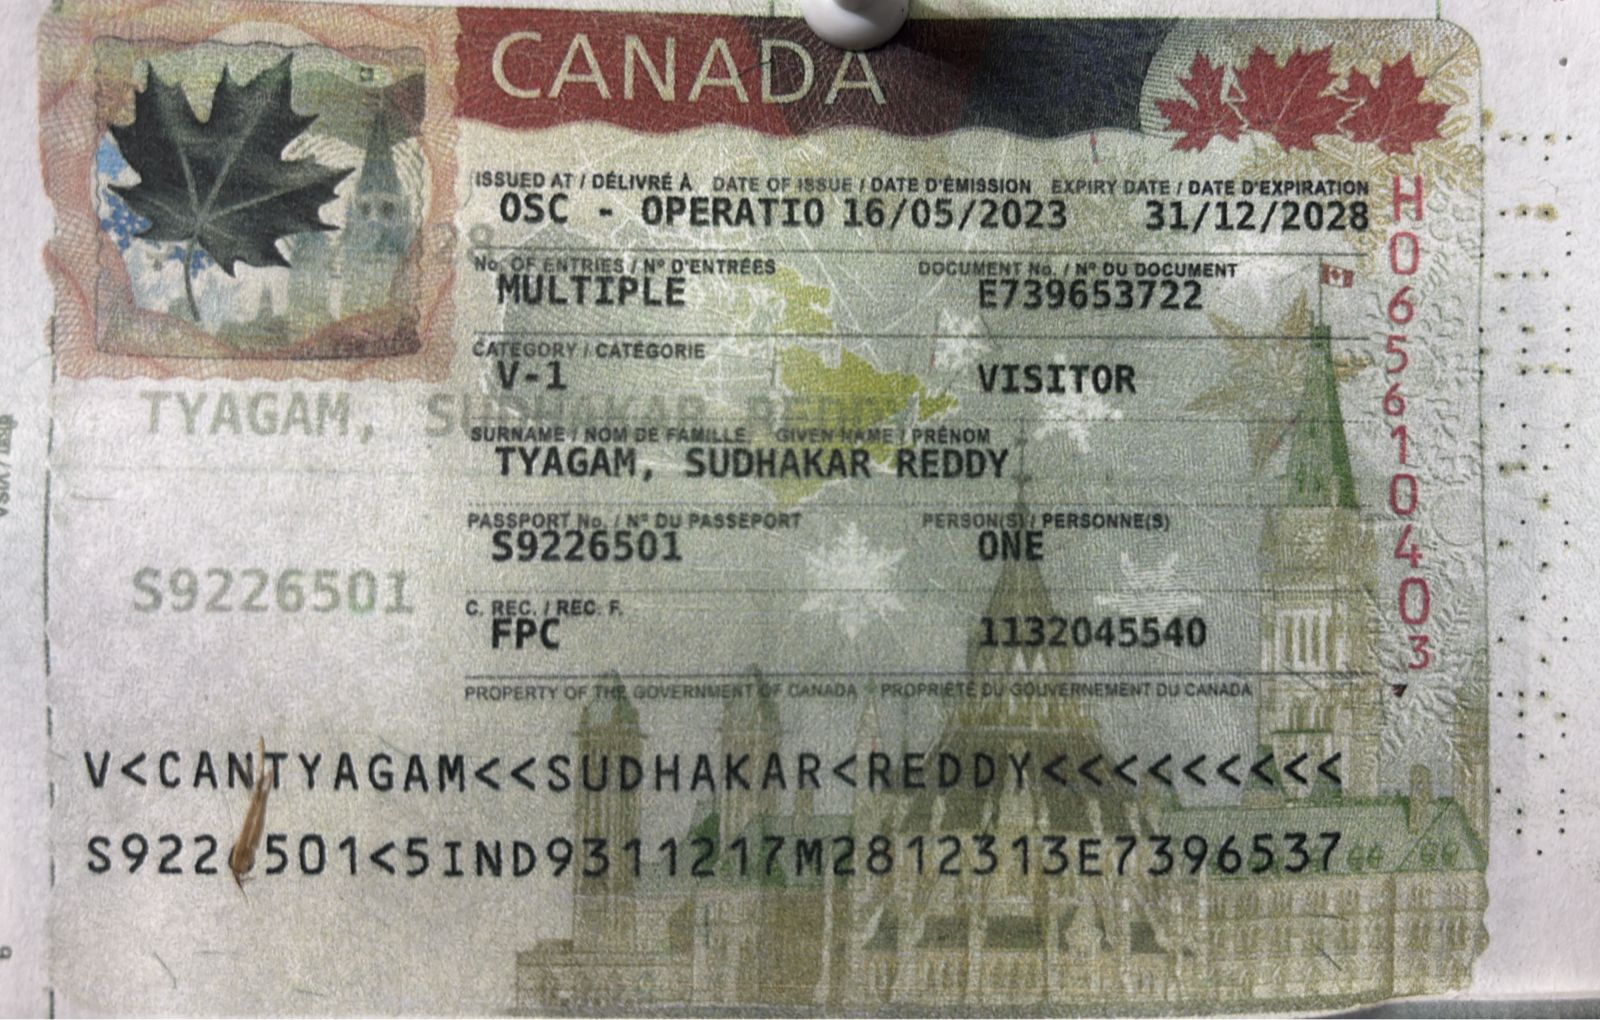 CANADA
ISSUED AT / DÉLIVRÉ À DATE OF ISSUE / DATE D'ÉMISSION EXPIRY DATE / DATE D'EXPIRATION
OSC - OPERATIO 16/05/2023 31/12/2028
No. OF ENTRIES / Nº D'ENTRÉES DOCUMENT No. / Nº DU DOCUMENT
MULTIPLE E739653722
CATEGORY / CATÉGORIE
V-1 VISITOR
TYAGAM, SUDHAKAR REDDY
SURNAME / NOM DE FAMILLE, GIVEN NAME / PRÉNOM
TYAGAM, SUDHAKAR REDDY
PASSPORT No. / Nº DU PASSEPORT PERSON(S) / PERSONNE(S)
S9226501 ONE
S9226501
C. REC. / REC. F.
FPC 1132045540
PROPERTY OF THE GOVERNMENT OF CANADA - PROPRIÉTÉ DU GOUVERNEMENT DU CANADA
H065610403
V<CANTYAGAM<<SUDHAKAR<REDDY<<<<<<<<<<
S922 501<5IND9311217M2812313E7396537